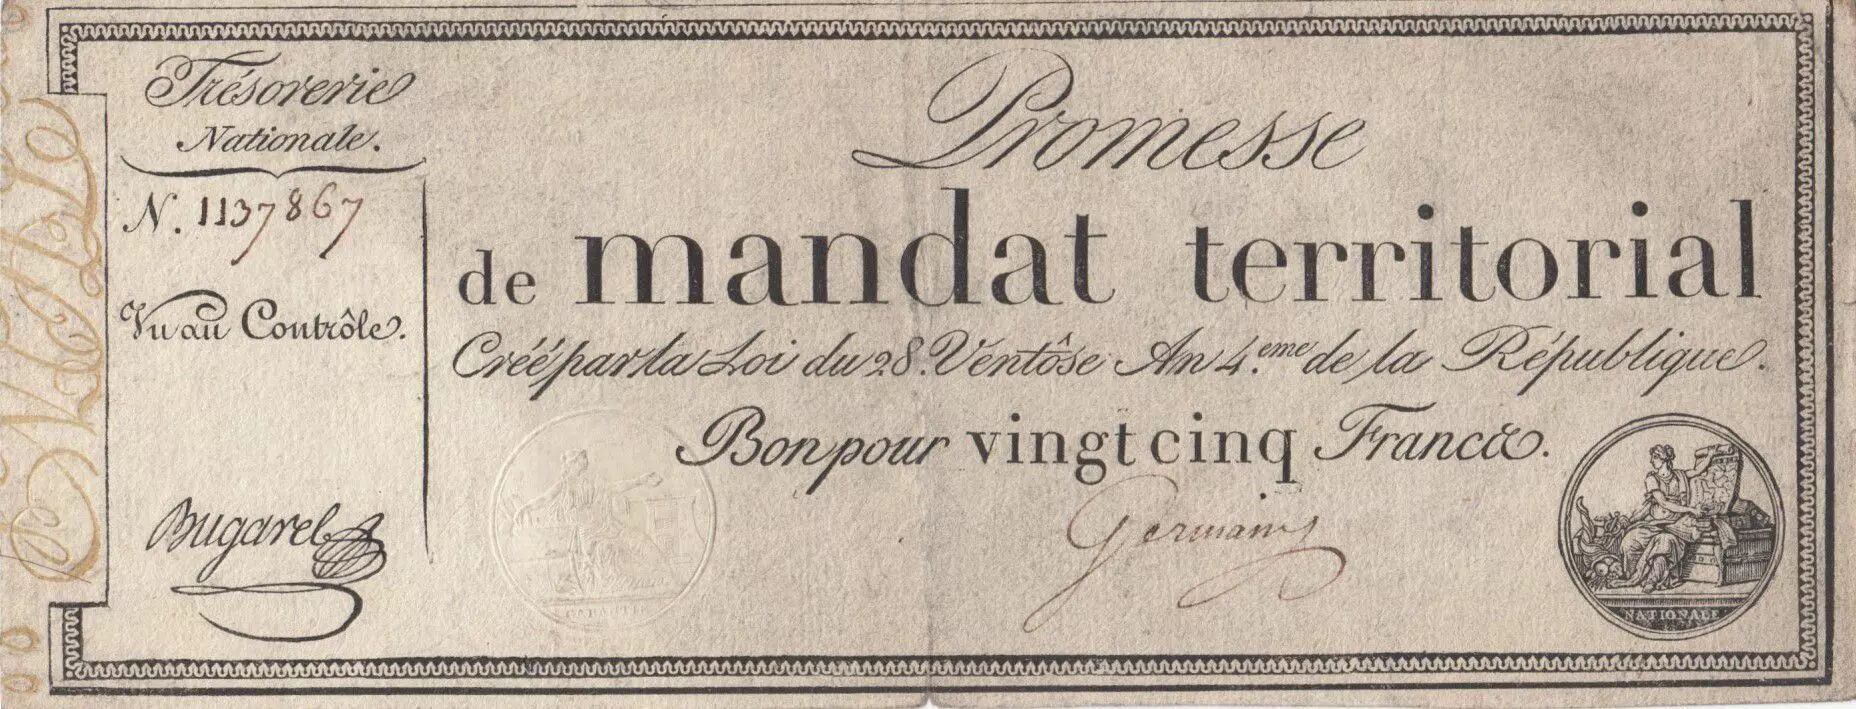 Trésorerie
Nationale.
N. 1137867
Vu au Contrôle.
Bugarel
Promesse
de mandat territorial
Créé par la Loi du 28. Ventôse An 4.eme de la République.
Bon pour vingt cinq Francs.
Germain
NATIONALE